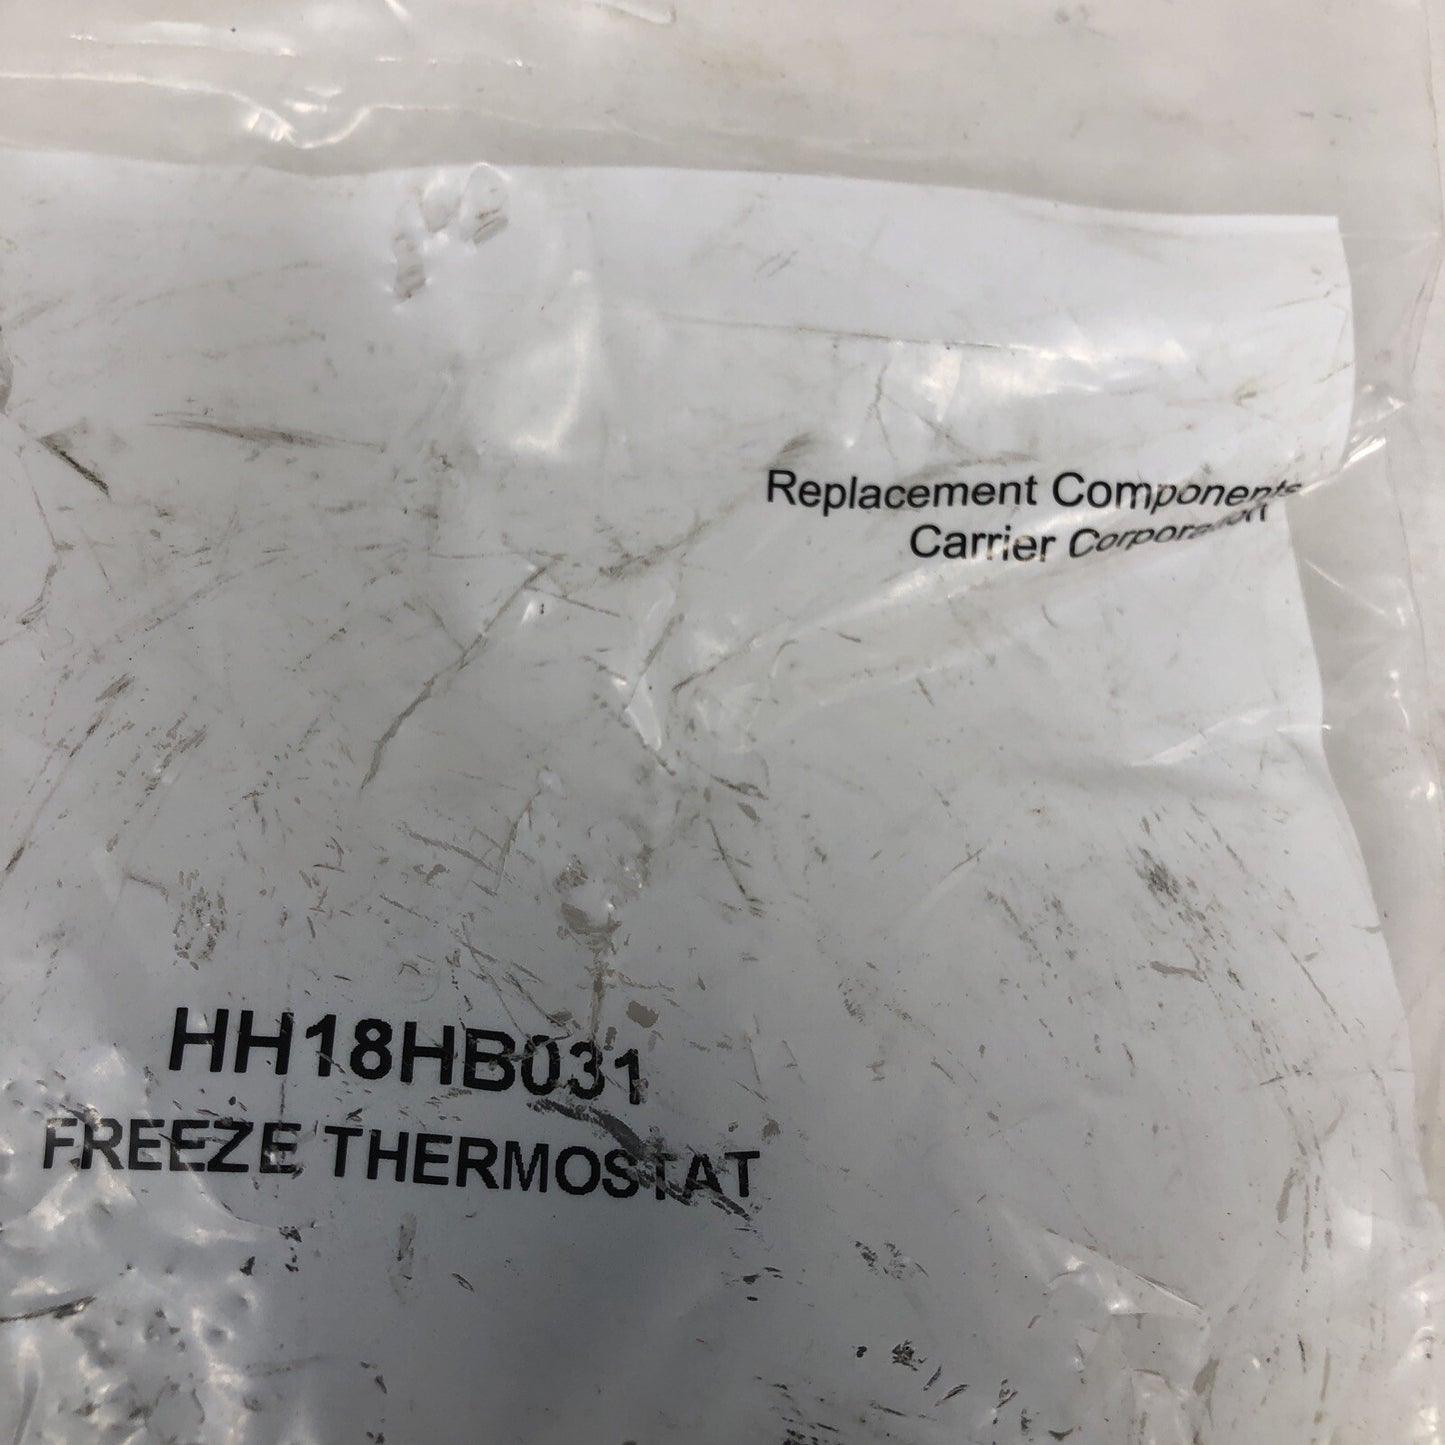 Replacement Components
Carrier Corporation
HH18HB031
FREEZE THERMOSTAT